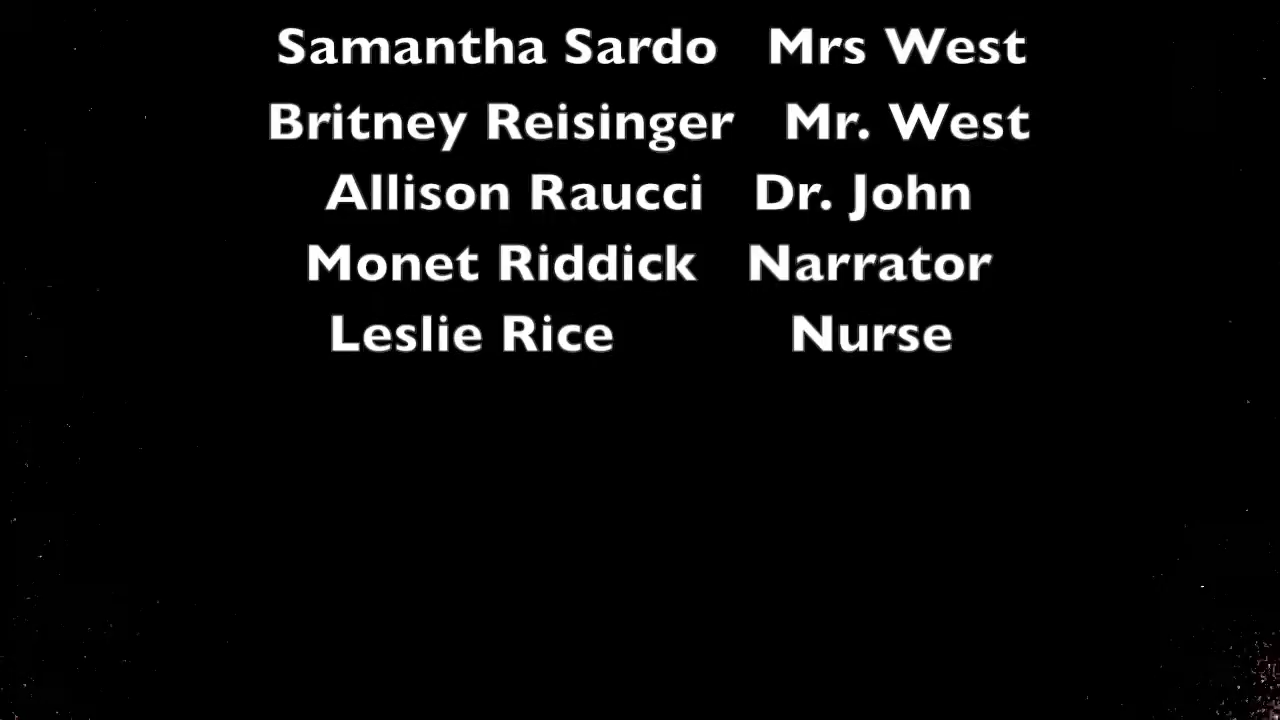 Samantha Sardo Mrs West
Britney Reisinger Mr. West
Allison Raucci Dr. John
Monet Riddick Narrator
Leslie Rice Nurse